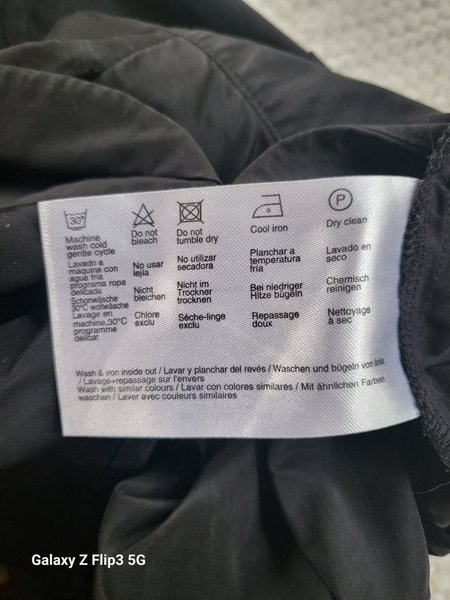 30°
P
Machine
wash cold
gentle cycle
Do not
bleach
Do not
tumble dry
Cool iron
Dry clean
Lavado a
máquina con
agua fría
programa ropa
delicada
No usar
lejía
No utilizar
secadora
Planchar a
temperatura
fría
Lavado en
seco
Schonwäsche
30°C wollwäsche
Nicht
bleichen
Nicht im
Trockner
trocknen
Bei niedriger
Hitze bügeln
Chemisch
reinigen
Lavage en
machine,30°C
programme
delicat
Chlore
exclu
Séche-linge
exclu
Repassage
doux
Nettoyage
à sec
Wash & iron inside out / Lavar y planchar del revés / Waschen und bügeln von links
/ Lavage+repassage sur l'envers
Wash with similar colours / Lavar con colores similares / Mit ähnlichen Farben
waschen / Laver avec couleurs similaires
Galaxy Z Flip3 5G